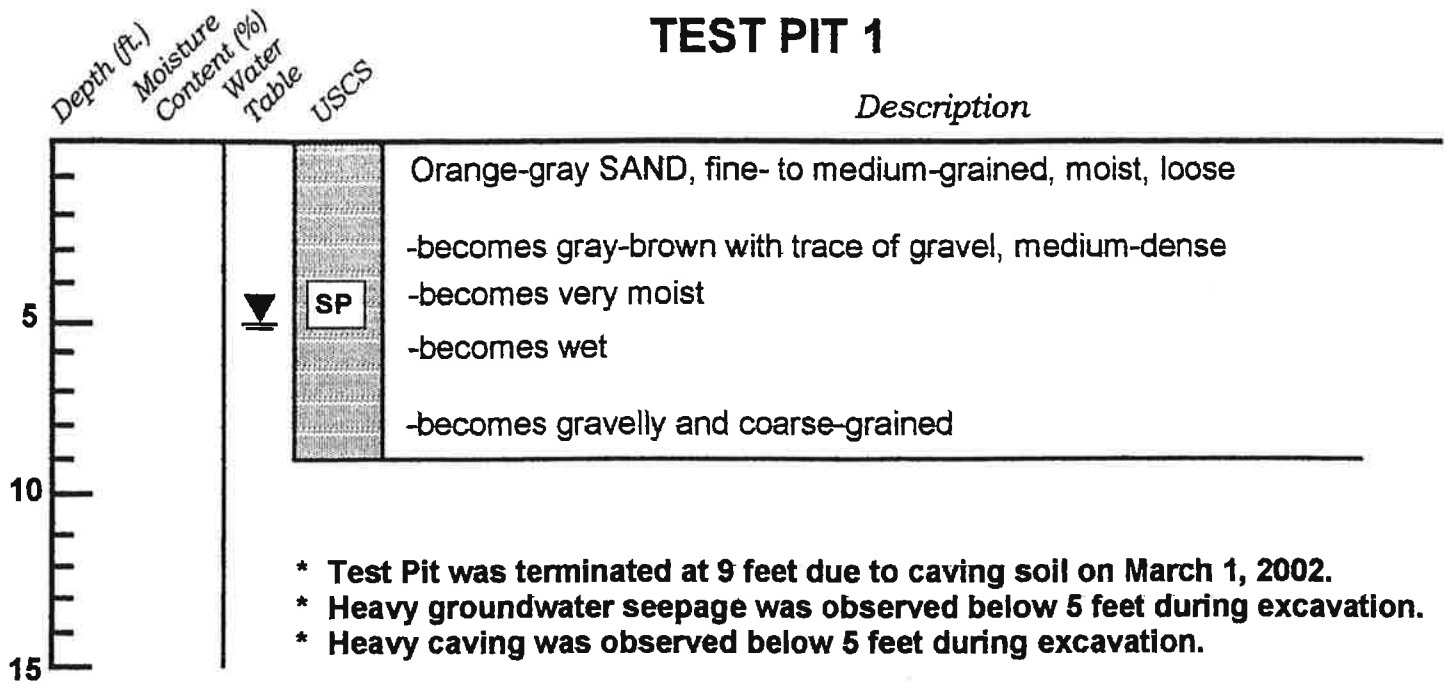 TEST PIT 1
Depth (ft.)
Moisture
Content (%)
Water
Table
USCS
Description
Orange-gray SAND, fine- to medium-grained, moist, loose
-becomes gray-brown with trace of gravel, medium-dense
5
SP
-becomes very moist
-becomes wet
-becomes gravelly and coarse-grained
10
* Test Pit was terminated at 9 feet due to caving soil on March 1, 2002.
* Heavy groundwater seepage was observed below 5 feet during excavation.
* Heavy caving was observed below 5 feet during excavation.
15